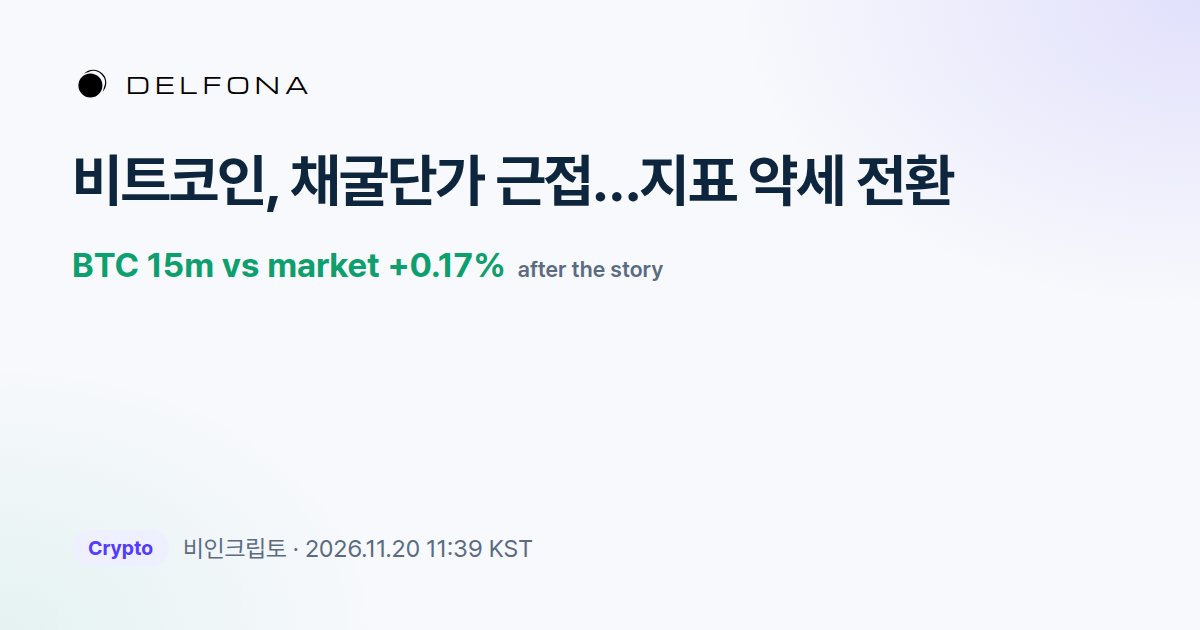 DELFONA
비트코인, 채굴단가 근접...지표 약세 전환
BTC 15m vs market +0.17% after the story
Crypto 비인크립토 · 2026.11.20 11:39 KST